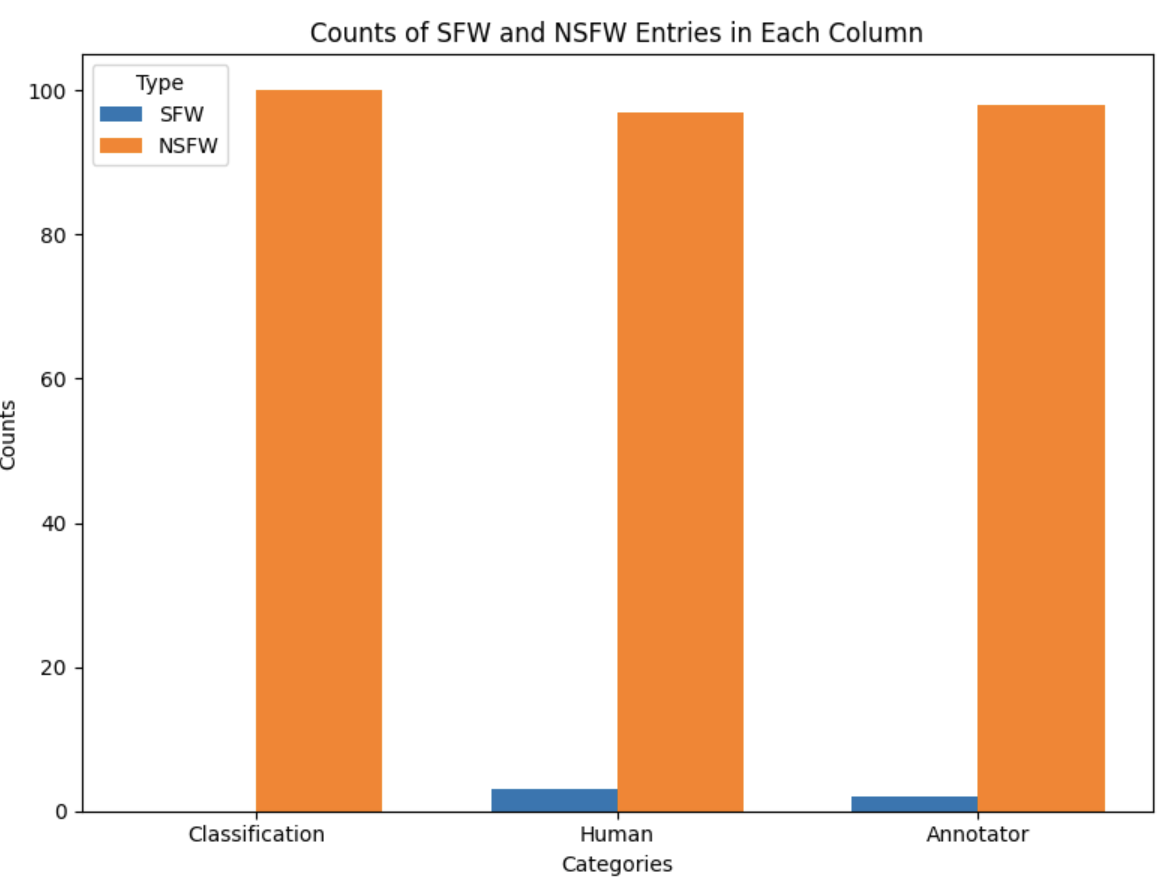 Counts of SFW and NSFW Entries in Each Column
Type
SFW
NSFW
100
80
60
40
20
0
Counts
Classification
Human
Annotator
Categories